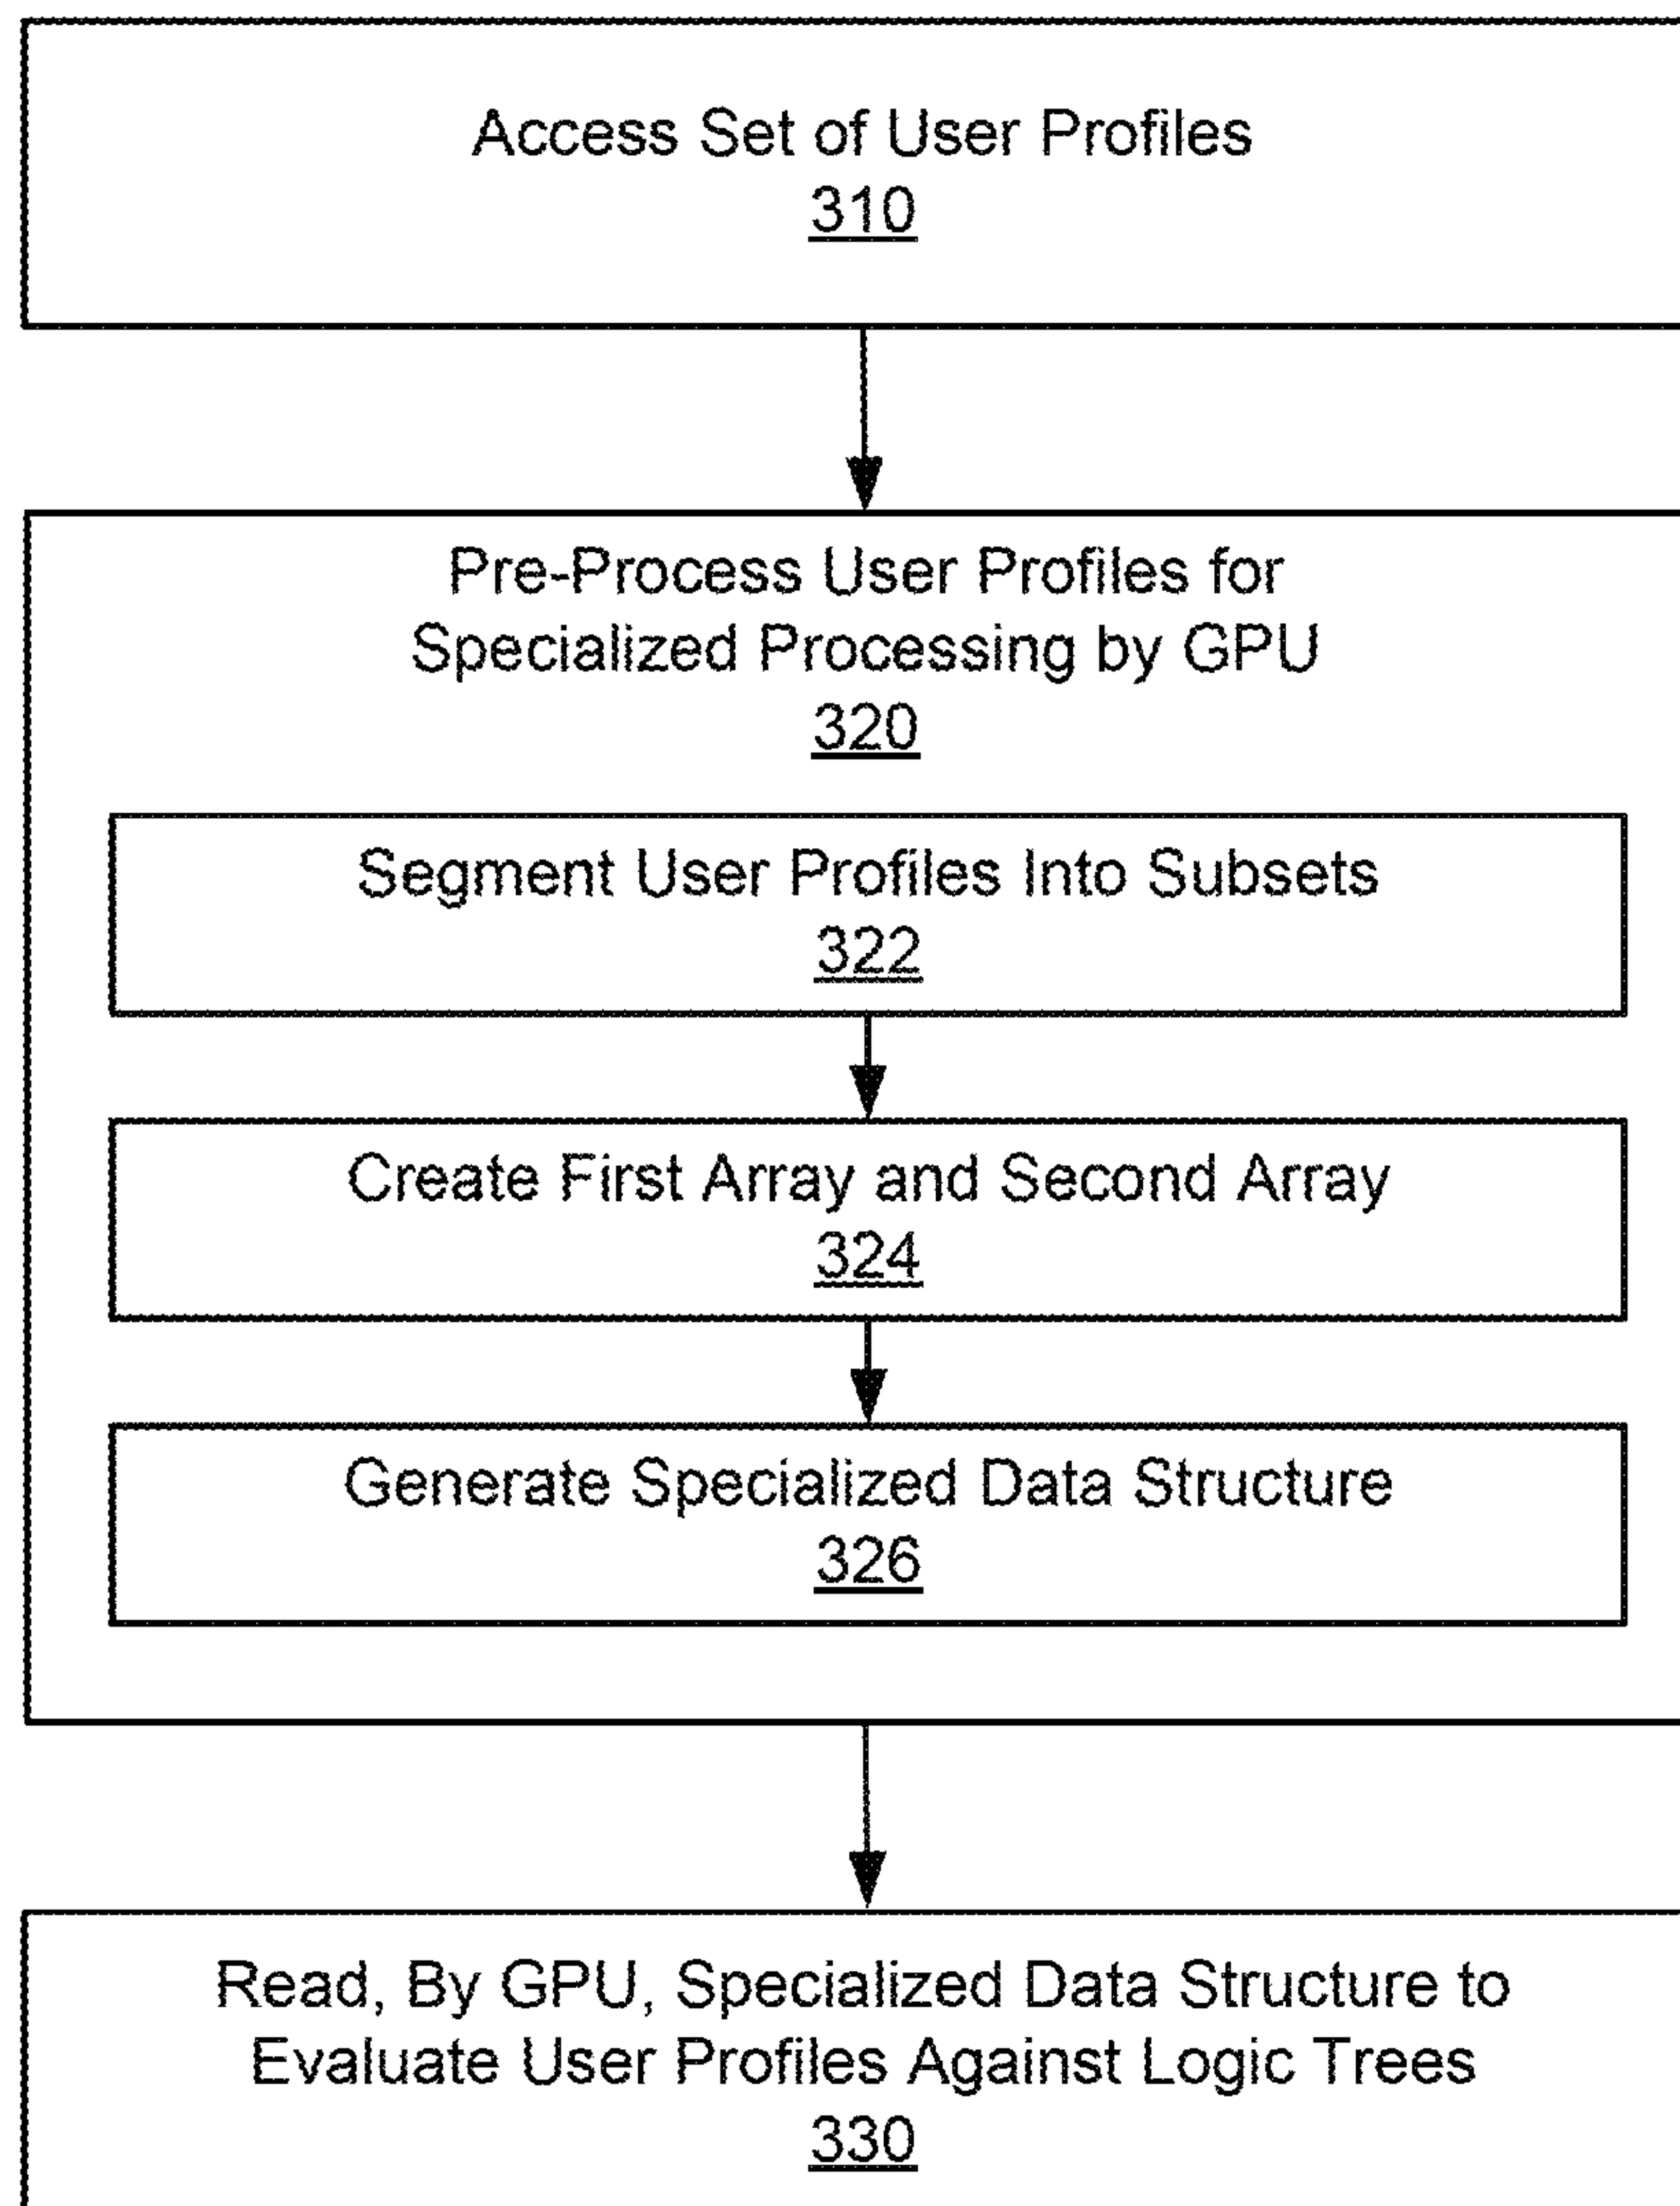 Access Set of User Profiles
310
Pre-Process User Profiles for
Specialized Processing by GPU
320
Segment User Profiles Into Subsets
322
Create First Array and Second Array
324
Generate Specialized Data Structure
326
Read, By GPU, Specialized Data Structure to
Evaluate User Profiles Against Logic Trees
330